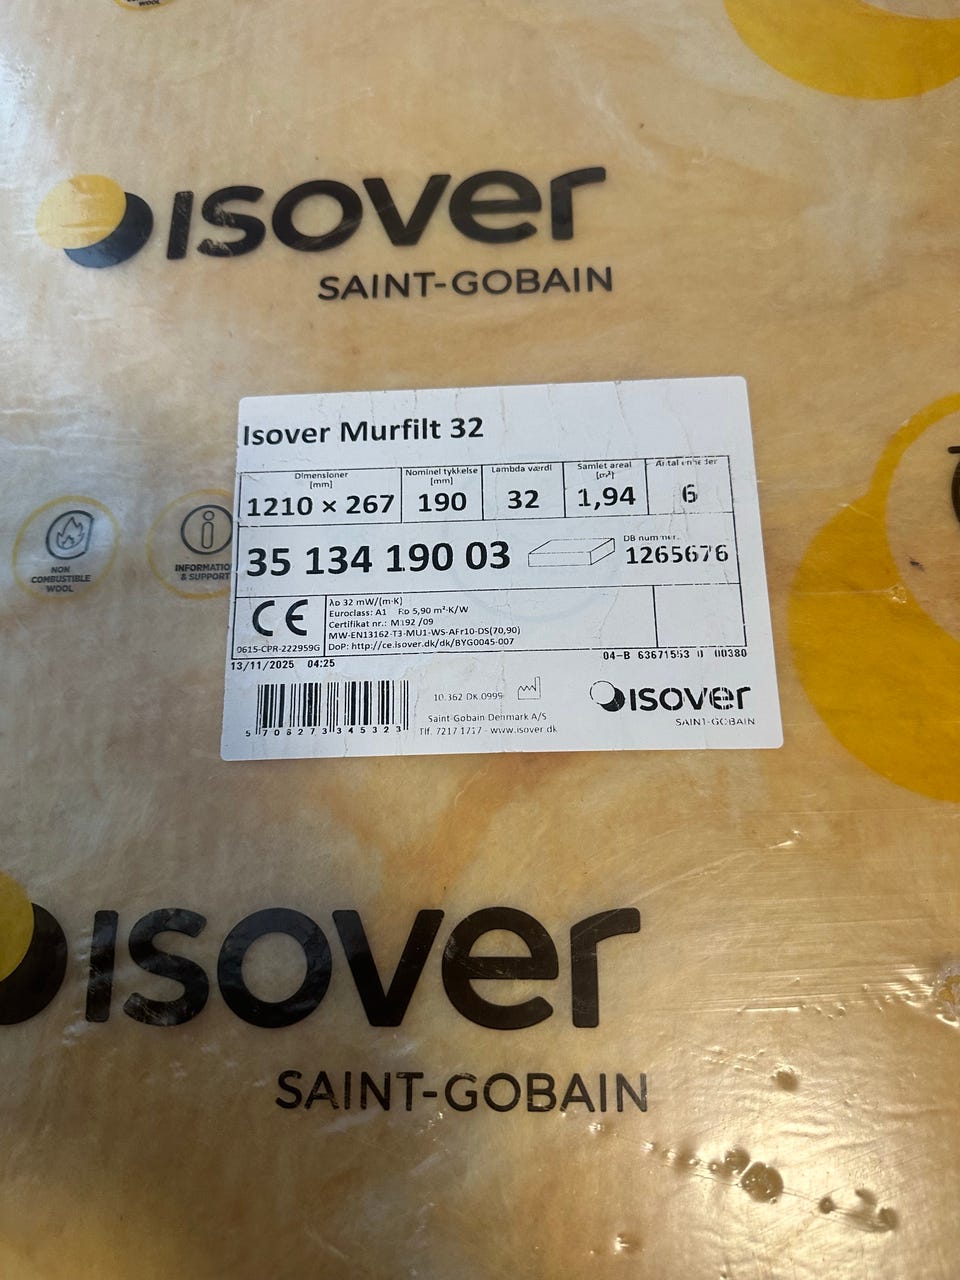 WOOL
isover
SAINT-GOBAIN
Isover Murfilt 32
Dimensioner [mm]
1210 × 267
Nominel tykkelse [mm]
190
Lambda værdi
32
Samlet areal [m²]
1,94
Antal enheder
6
35 134 190 03
DB nummer.
1265676
CE
0615-CPR-222959G
λD 32 mW/(m·K)
Euroclass: A1 RD 5,90 m²·K/W
Certifikat nr.: M192 /09
MW-EN13162-T3-MU1-WS-AFr10-DS(70,90)
DoP: http://ce.isover.dk/dk/BYG0045-007
13/11/2025 04:25
04-B 63671553 0 00380
5 708273 345323
10.362 DK.0999
Saint-Gobain Denmark A/S
Tlf. 7217 1717 - www.isover.dk
isover
SAINT-GOBAIN
NON
COMBUSTIBLE
WOOL
INFORMATIO
& SUPPORT
isover
SAINT-GOBAIN